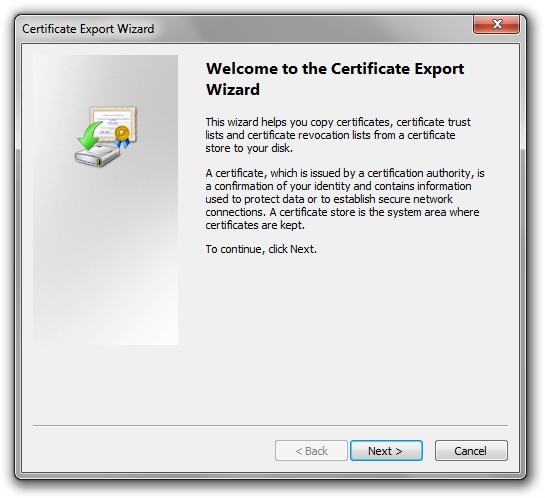 Certificate Export Wizard
Welcome to the Certificate Export
Wizard
This wizard helps you copy certificates, certificate trust
lists and certificate revocation lists from a certificate
store to your disk.
A certificate, which is issued by a certification authority, is
a confirmation of your identity and contains information
used to protect data or to establish secure network
connections. A certificate store is the system area where
certificates are kept.
To continue, click Next.
< Back
Next >
Cancel